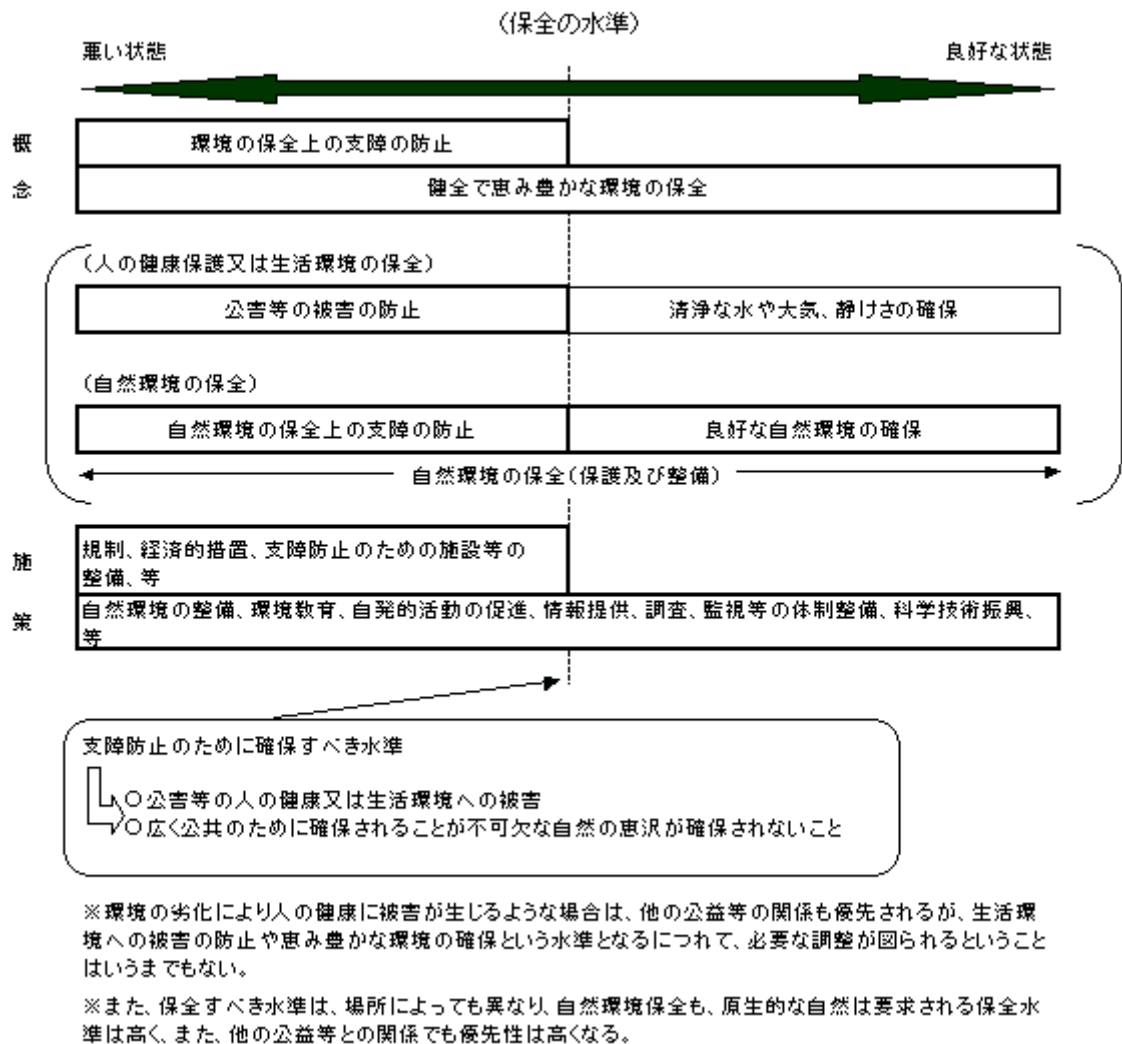 （保全の水準）
悪い状態
良好な状態
概
環境の保全上の支障の防止
念
健全で恵み豊かな環境の保全
（人の健康保護又は生活環境の保全）
公害等の被害の防止
清浄な水や大気、静けさの確保
（自然環境の保全）
自然環境の保全上の支障の防止
良好な自然環境の確保
自然環境の保全（保護及び整備）
施
規制、経済的措置、支障防止のための施設等の
整備、等
策
自然環境の整備、環境教育、自発的活動の促進、情報提供、調査、監視等の体制整備、科学技術振興、
等
支障防止のために確保すべき水準
○公害等の人の健康又は生活環境への被害
○広く公共のために確保されることが不可欠な自然の恵沢が確保されないこと
※環境の劣化により人の健康に被害が生じるような場合は、他の公益等の関係も優先されるが、生活環
境への被害の防止や恵み豊かな環境の確保という水準となるにつれて、必要な調整が図られるということ
はいうまでもない。
※また、保全すべき水準は、場所によっても異なり、自然環境保全も、原生的な自然は要求される保全水
準は高く、また、他の公益等との関係でも優先性は高くなる。